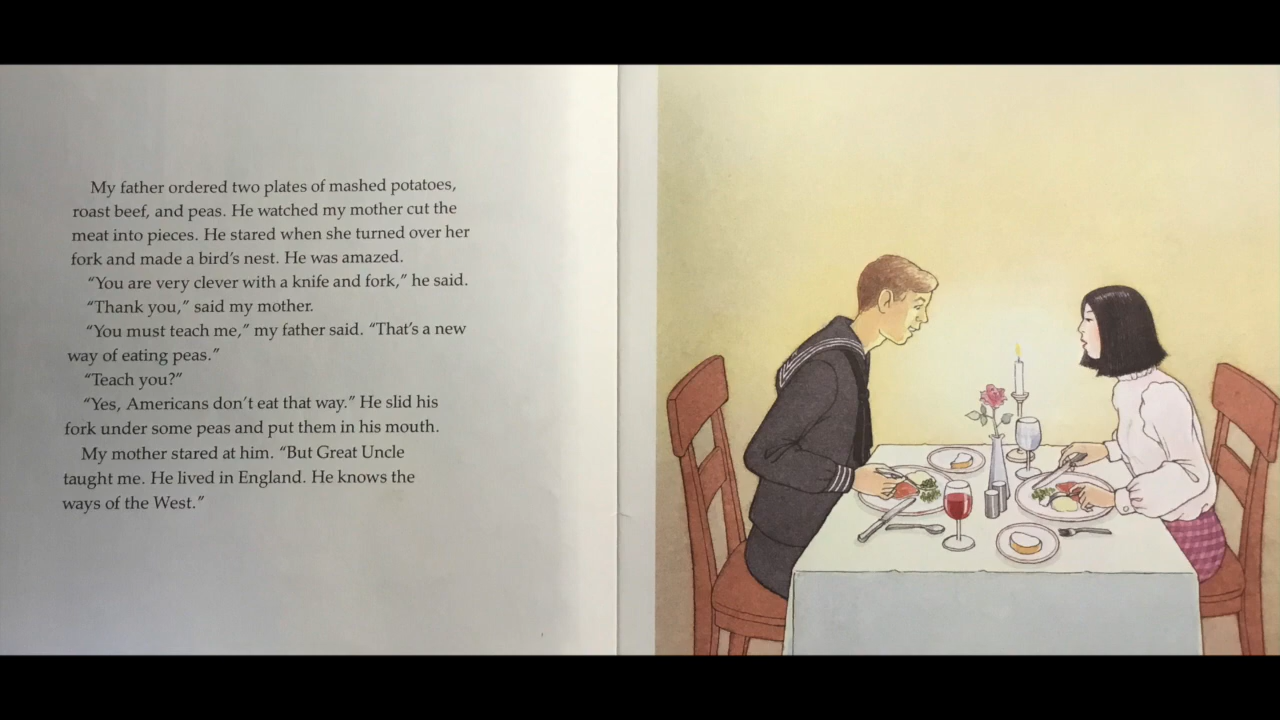 My father ordered two plates of mashed potatoes,
roast beef, and peas. He watched my mother cut the
meat into pieces. He stared when she turned over her
fork and made a bird’s nest. He was amazed.
“You are very clever with a knife and fork,” he said.
“Thank you,” said my mother.
“You must teach me,” my father said. “That’s a new
way of eating peas.”
“Teach you?”
“Yes, Americans don’t eat that way.” He slid his
fork under some peas and put them in his mouth.
My mother stared at him. “But Great Uncle
taught me. He lived in England. He knows the
ways of the West.”